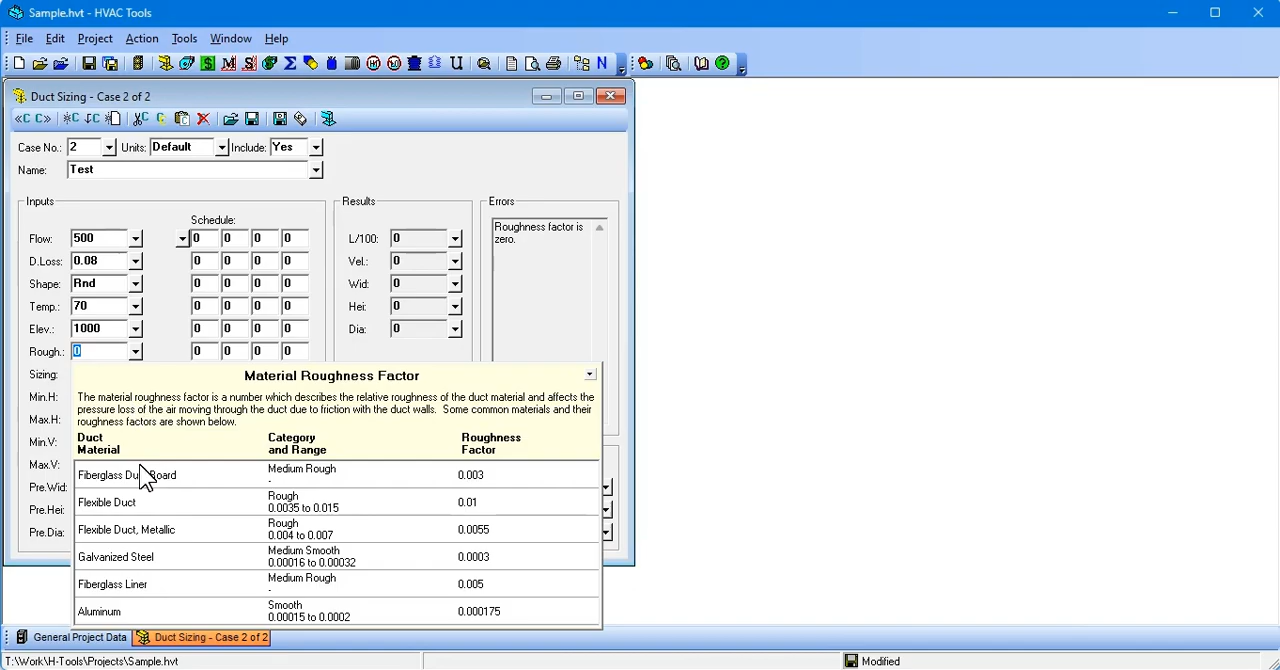 Sample.hvt - HVAC Tools
File Edit Project Action Tools Window Help
Duct Sizing - Case 2 of 2
Case No.: 2 Units: Default Include: Yes
Name: Test
Inputs Results Errors
Schedule:
Flow: 500 0 0 0 0 L/100: 0 Roughness factor is
zero.
D.Loss: 0.08 0 0 0 0 Vel.: 0
Shape: Rnd 0 0 0 0 Wid: 0
Temp.: 70 0 0 0 0 Hei: 0
Elev.: 1000 0 0 0 0 Dia: 0
Rough.: 0 0 0 0 0
Sizing:
Min.H:
Max.H:
Min.V:
Max.V:
Pre.Wid:
Pre.Hei:
Pre.Dia:
Material Roughness Factor
The material roughness factor is a number which describes the relative roughness of the duct material and affects the
pressure loss of the air moving through the duct due to friction with the duct walls. Some common materials and their
roughness factors are shown below.
Duct Category Roughness
Material and Range Factor
Fiberglass Duct Board Medium Rough 0.003
-
Flexible Duct Rough 0.01
0.0035 to 0.015
Flexible Duct, Metallic Rough 0.0055
0.004 to 0.007
Galvanized Steel Medium Smooth 0.0003
0.00016 to 0.00032
Fiberglass Liner Medium Rough 0.005
-
Aluminum Smooth 0.000175
0.00015 to 0.0002
General Project Data Duct Sizing - Case 2 of 2
T:\Work\H-Tools\Projects\Sample.hvt Modified